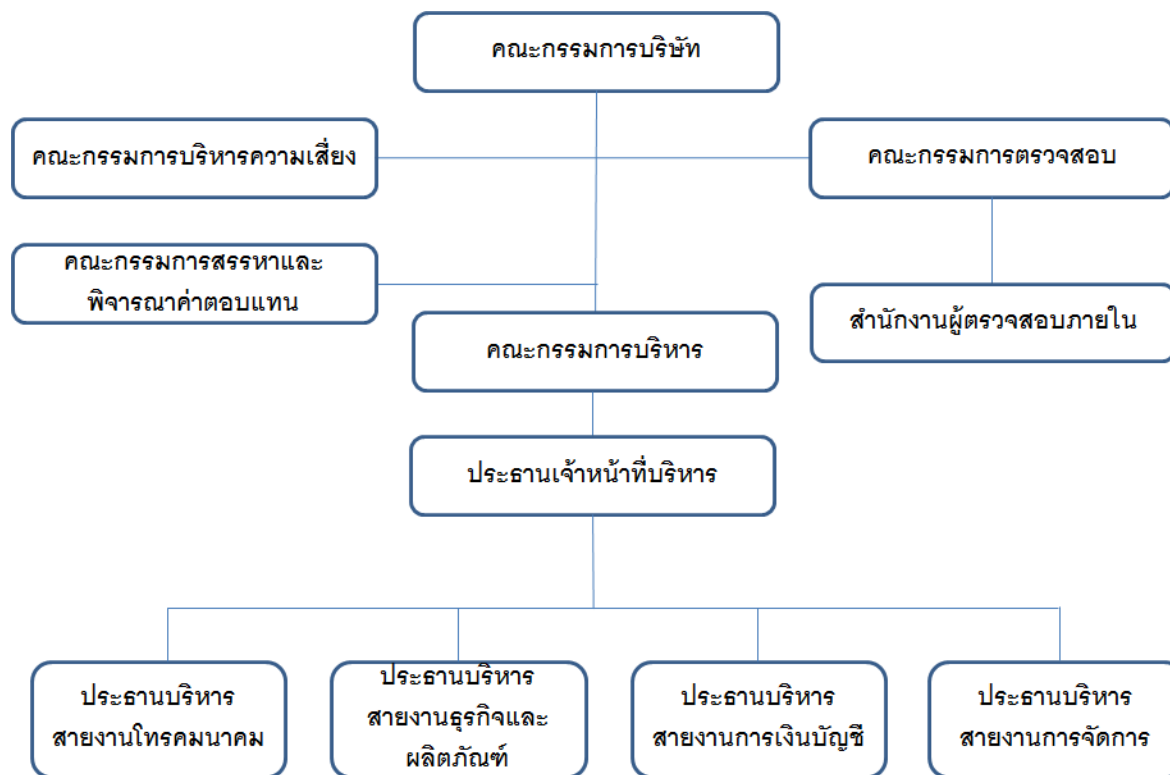 คณะกรรมการบริษัท
คณะกรรมการบริหารความเสี่ยง
คณะกรรมการตรวจสอบ
คณะกรรมการสรรหาและ
พิจารณาค่าตอบแทน
สำนักงานผู้ตรวจสอบภายใน
คณะกรรมการบริหาร
ประธานเจ้าหน้าที่บริหาร
ประธานบริหาร
สายงานโทรคมนาคม
ประธานบริหาร
สายงานธุรกิจและ
ผลิตภัณฑ์
ประธานบริหาร
สายงานการเงินบัญชี
ประธานบริหาร
สายงานการจัดการ